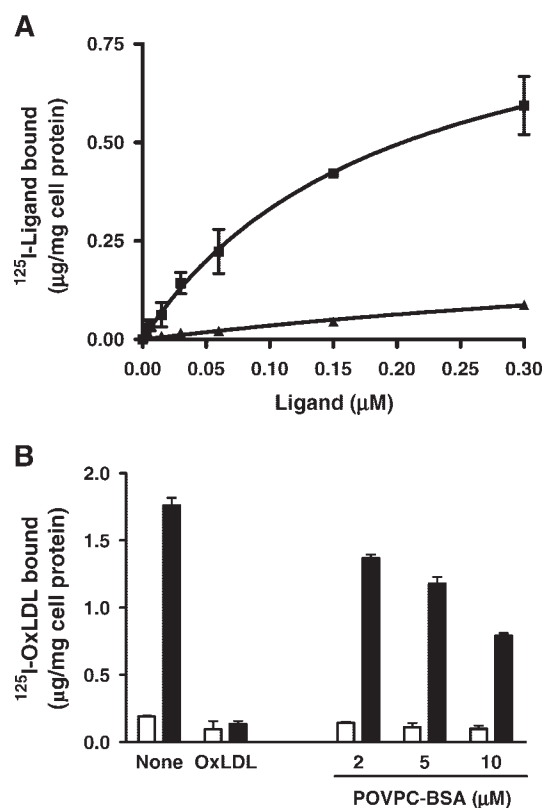 A
0.75
0.50
0.25
0.00
¹²⁵I-Ligand bound
(µg/mg cell protein)
0.00 0.05 0.10 0.15 0.20 0.25 0.30
Ligand (µM)
B
2.0
1.5
1.0
0.5
0.0
¹²⁵I-OxLDL bound
(µg/mg cell protein)
None OxLDL 2 5 10
POVPC-BSA (µM)